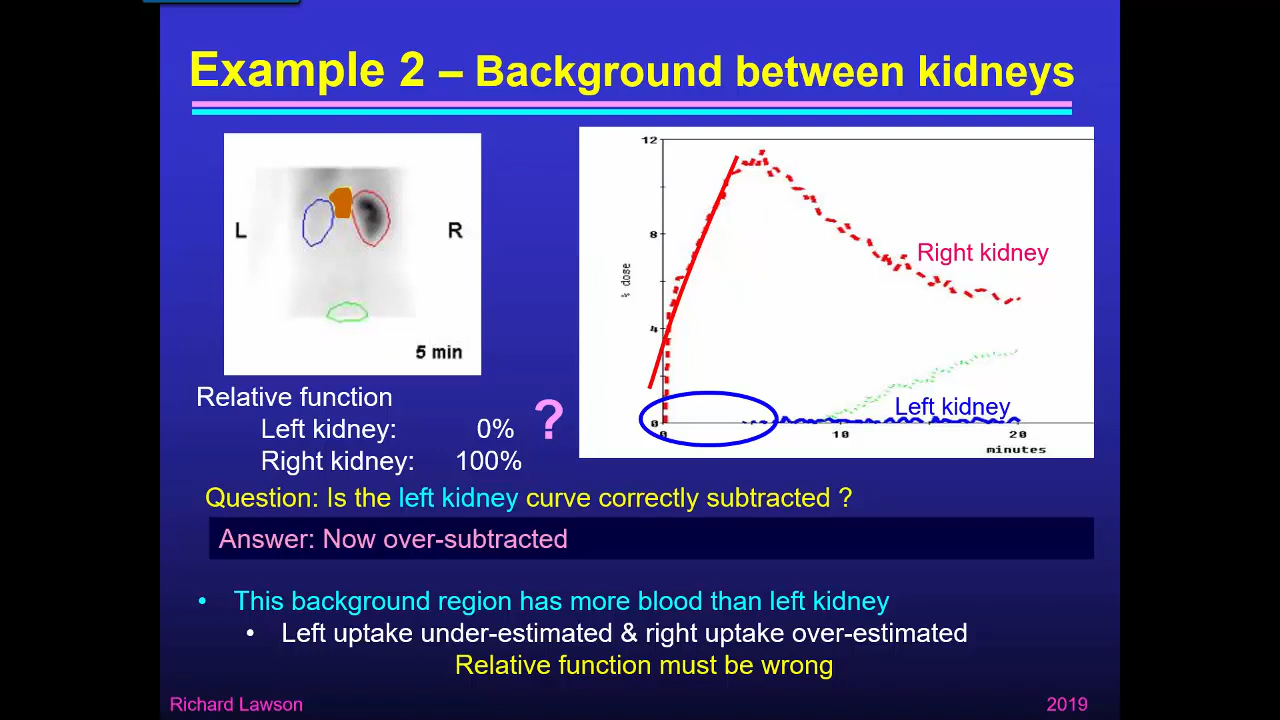 Example 2 – Background between kidneys
L
R
5 min
12
8
4
0
% dose
0
10
20
minutes
Right kidney
Left kidney
Relative function
Left kidney: 0%
Right kidney: 100%
?
Question: Is the left kidney curve correctly subtracted ?
Answer: Now over-subtracted
• This background region has more blood than left kidney
• Left uptake under-estimated & right uptake over-estimated
Relative function must be wrong
Richard Lawson
2019